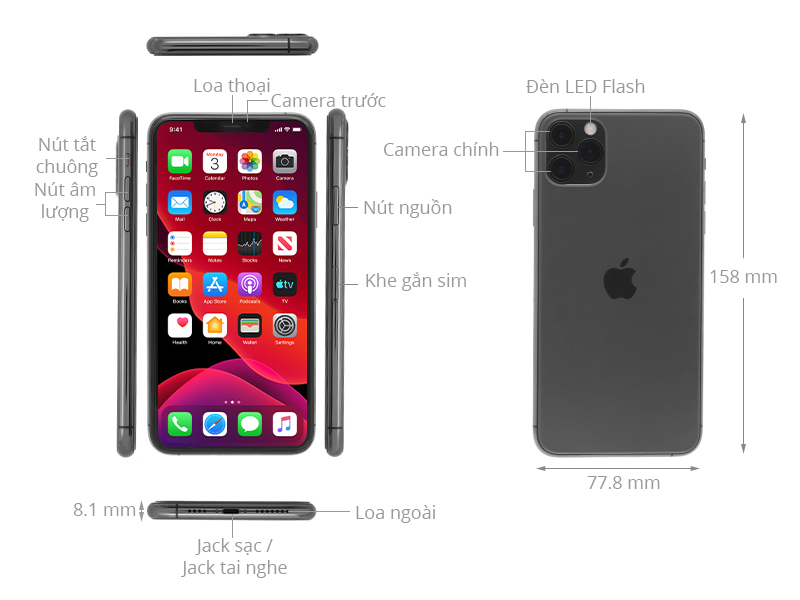 Loa thoại
Camera trước
Đèn LED Flash
Nút tắt
chuông
Nút âm
lượng
Camera chính
Nút nguồn
Khe gắn sim
158 mm
77.8 mm
8.1 mm
Loa ngoài
Jack sạc /
Jack tai nghe
9:41
Monday
3
FaceTime
Calendar
Photos
Camera
Mail
Clock
Maps
Weather
Reminders
Notes
Stocks
News
tv
Books
App Store
Podcasts
TV
Health
Home
Wallet
Settings